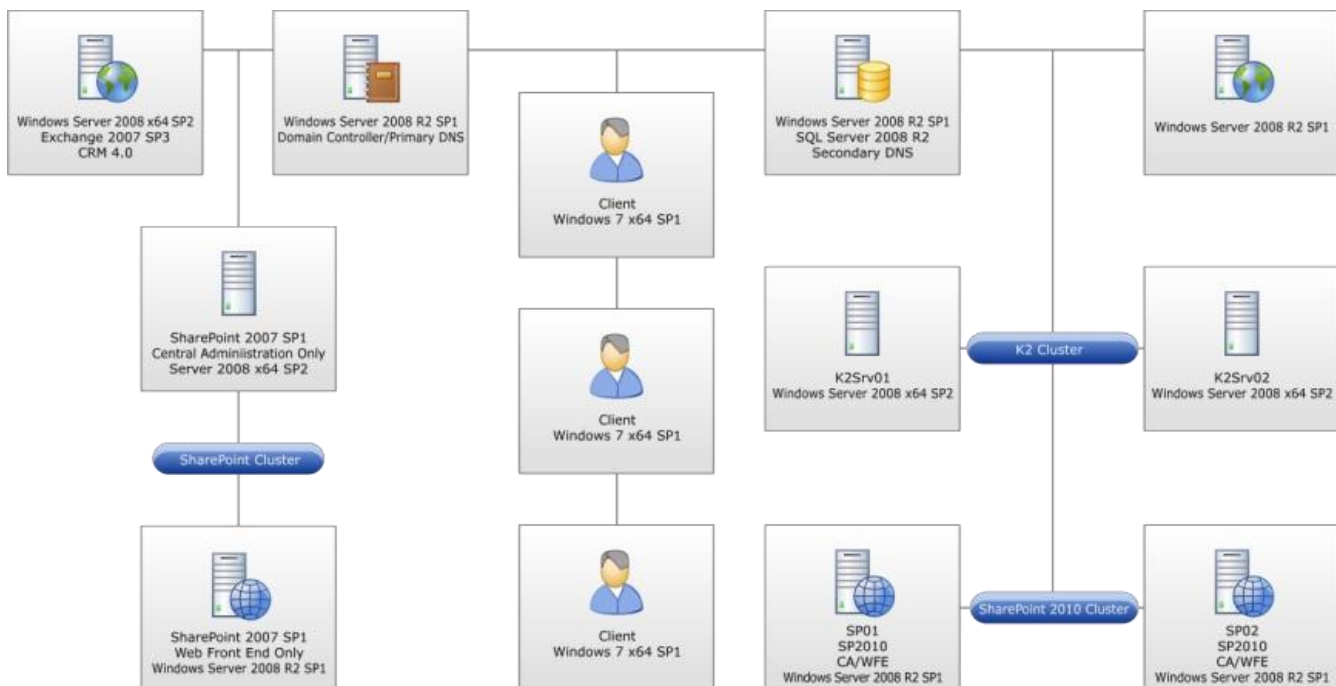 Windows Server 2008 x64 SP2
Exchange 2007 SP3
CRM 4.0
Windows Server 2008 R2 SP1
Domain Controller/Primary DNS
Client
Windows 7 x64 SP1
Windows Server 2008 R2 SP1
SQL Server 2008 R2
Secondary DNS
Windows Server 2008 R2 SP1
SharePoint 2007 SP1
Central Adminiistration Only
Server 2008 x64 SP2
Client
Windows 7 x64 SP1
K2Srv01
Windows Server 2008 x64 SP2
K2 Cluster
K2Srv02
Windows Server 2008 x64 SP2
SharePoint Cluster
SharePoint 2007 SP1
Web Front End Only
Windows Server 2008 R2 SP1
Client
Windows 7 x64 SP1
SP01
SP2010
CA/WFE
Windows Server 2008 R2 SP1
SharePoint 2010 Cluster
SP02
SP2010
CA/WFE
Windows Server 2008 R2 SP1